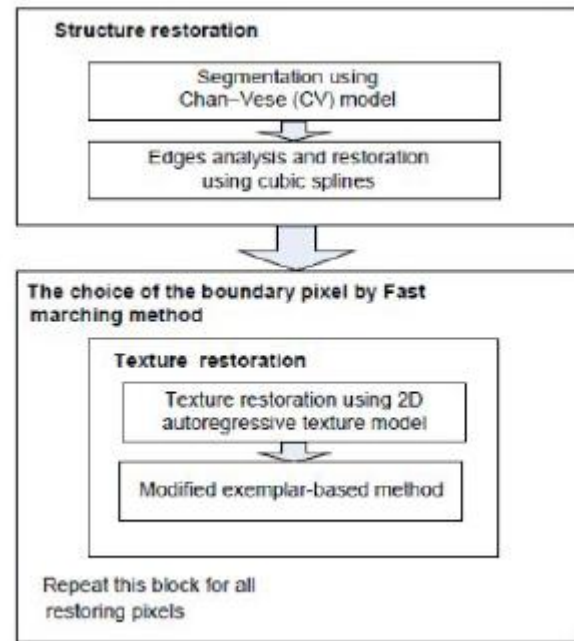 Structure restoration
Segmentation using
Chan–Vese (CV) model
Edges analysis and restoration
using cubic splines
The choice of the boundary pixel by Fast
marching method
Texture restoration
Texture restoration using 2D
autoregressive texture model
Modified exemplar-based method
Repeat this block for all
restoring pixels